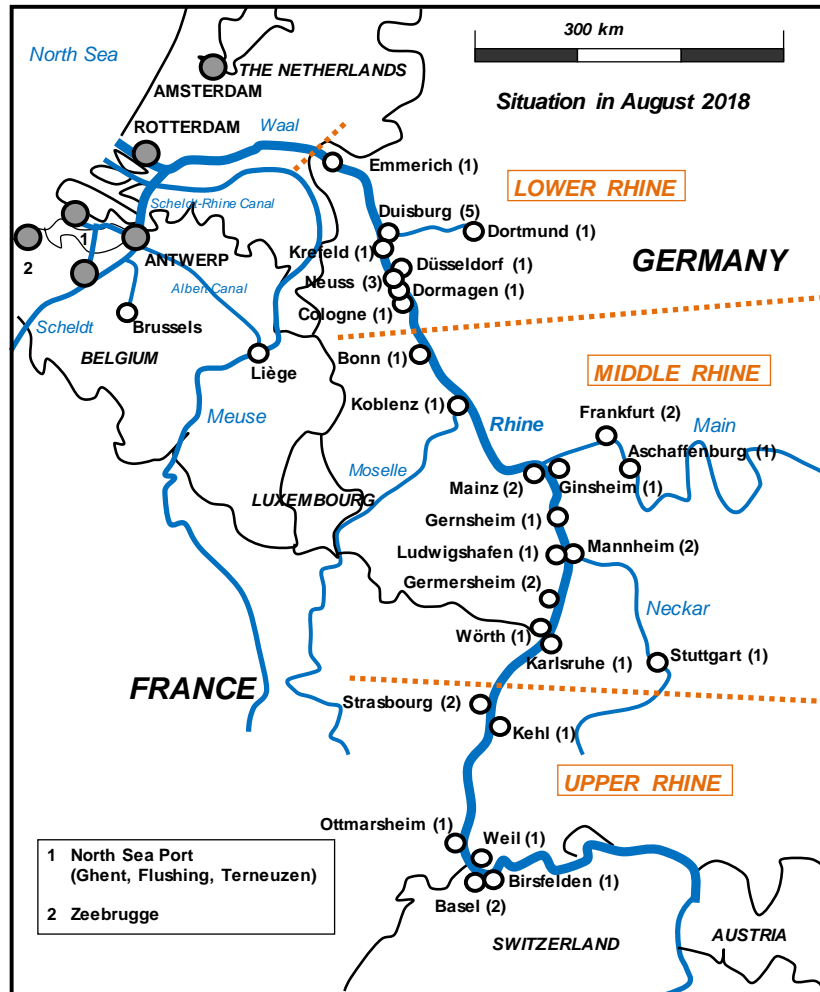 300 km
North Sea
THE NETHERLANDS
AMSTERDAM
Situation in August 2018
ROTTERDAM
Waal
Emmerich (1)
LOWER RHINE
Scheldt-Rhine Canal
Duisburg (5)
Dortmund (1)
1
Krefeld (1)
2
ANTWERP
Düsseldorf (1)
GERMANY
Neuss (3)
Albert Canal
Dormagen (1)
Cologne (1)
Scheldt
Brussels
BELGIUM
Bonn (1)
Liège
MIDDLE RHINE
Koblenz (1)
Frankfurt (2)
Meuse
Rhine
Main
Aschaffenburg (1)
Moselle
Mainz (2)
Ginsheim (1)
LUXEMBOURG
Gernsheim (1)
Ludwigshafen (1)
Mannheim (2)
Germersheim (2)
Neckar
Wörth (1)
Karlsruhe (1)
Stuttgart (1)
FRANCE
Strasbourg (2)
Kehl (1)
UPPER RHINE
Ottmarsheim (1)
Weil (1)
1 North Sea Port
(Ghent, Flushing, Terneuzen)
2 Zeebrugge
Birsfelden (1)
Basel (2)
SWITZERLAND
AUSTRIA